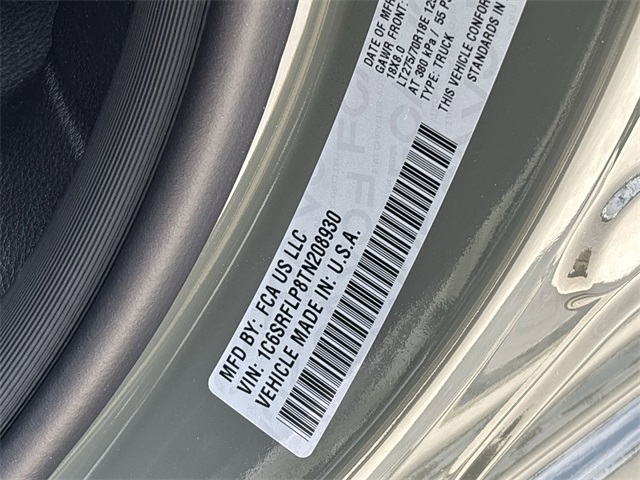 MFD BY: FCA US LLC
VIN: 1C6SRFLP8TN208930
VEHICLE MADE IN: U.S.A.
DATE OF MFR
GAWR FRONT:
18X8.0
LT275/70R18E
AT 380 kPa / 55
TYPE: TRUCK
THIS VEHICLE
STANDARDS IN